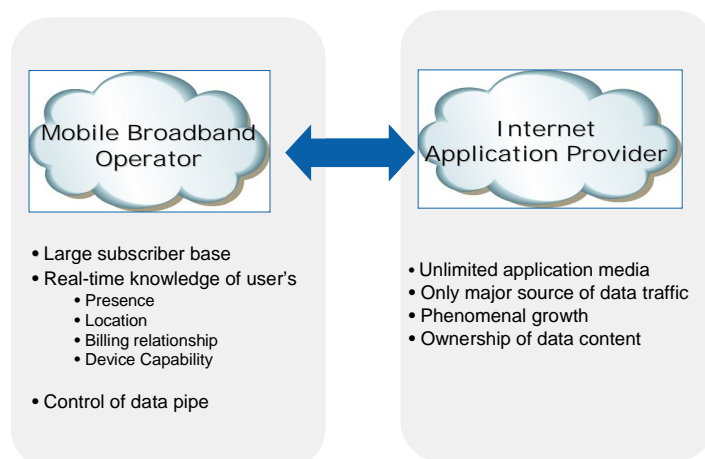 Mobile Broadband
Operator
• Large subscriber base
• Real-time knowledge of user's
• Presence
• Location
• Billing relationship
• Device Capability
• Control of data pipe
Internet
Application Provider
• Unlimited application media
• Only major source of data traffic
• Phenomenal growth
• Ownership of data content